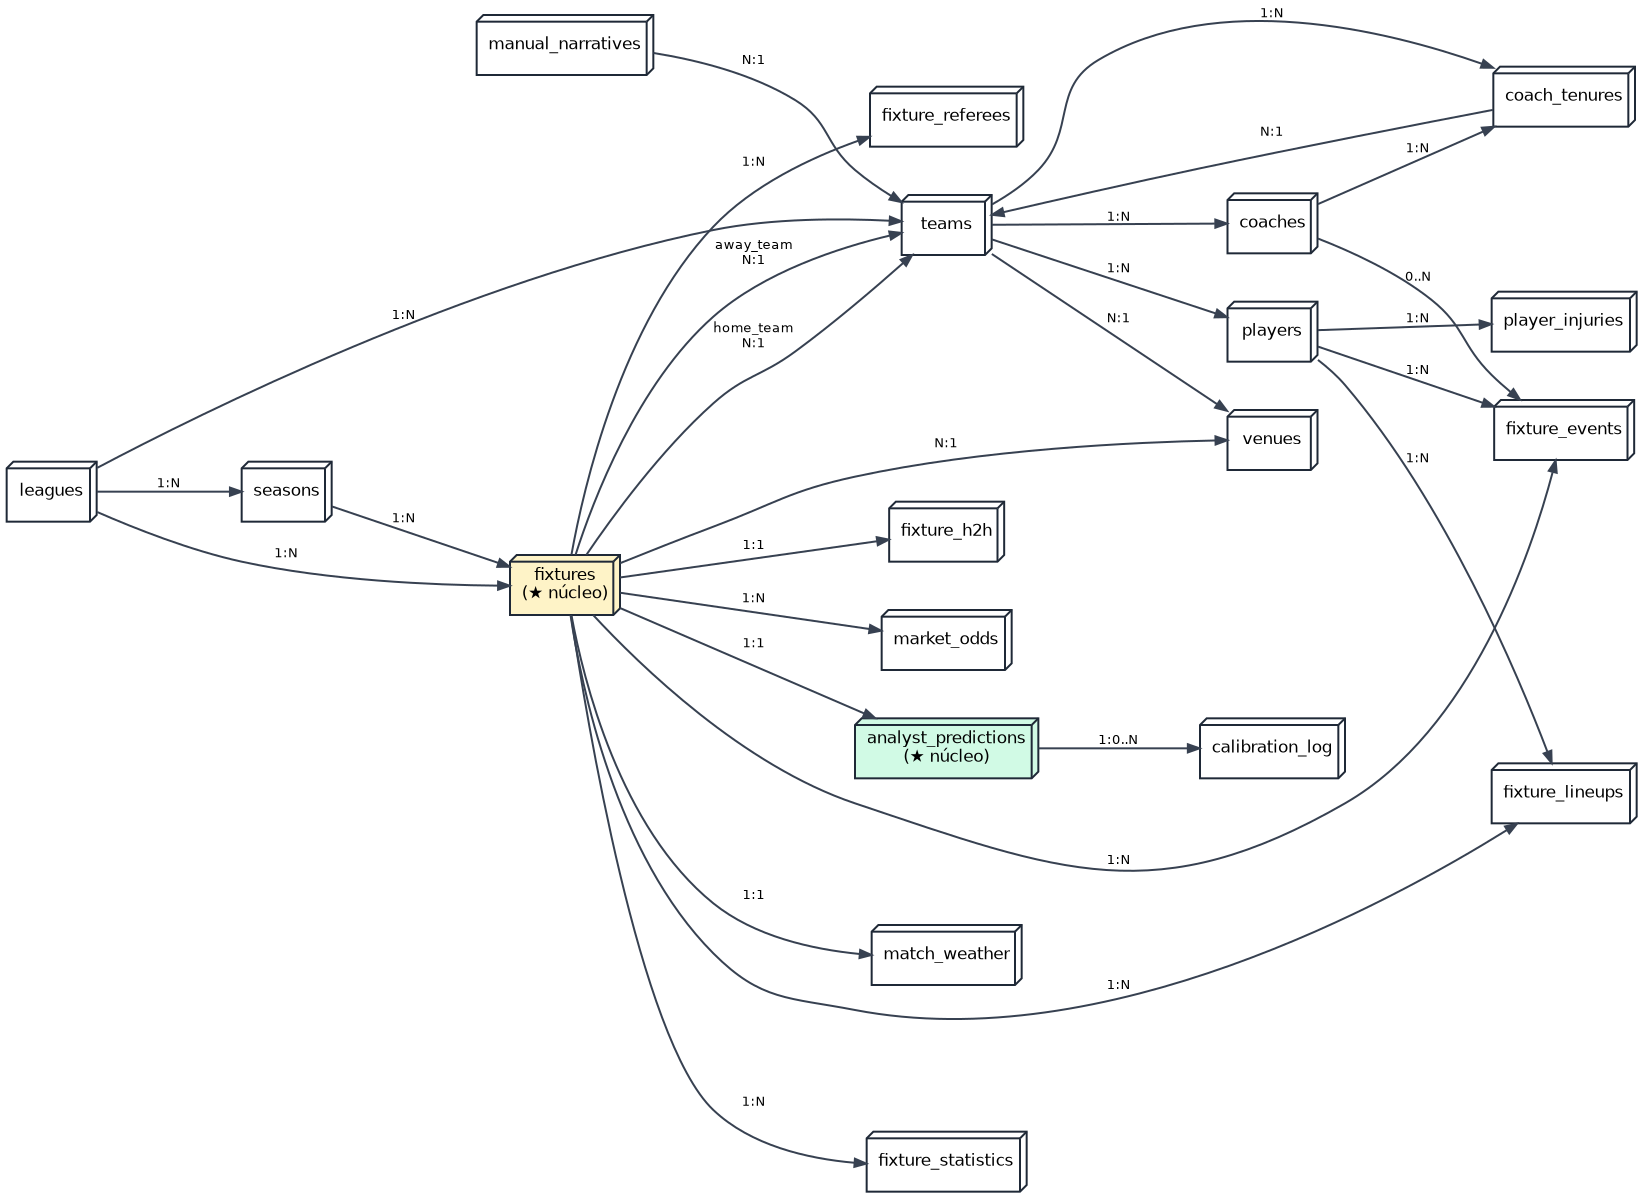 manual_narratives
N:1
1:N
coach_tenures
fixture_referees
1:N
N:1
1:N
teams
1:N
coaches
away_team
N:1
1:N
0..N
1:N
home_team
N:1
N:1
players
1:N
player_injuries
1:N
1:N
venues
fixture_events
N:1
1:N
leagues
1:N
seasons
1:N
1:N
fixtures
(★ núcleo)
1:1
fixture_h2h
1:N
market_odds
1:1
analyst_predictions
(★ núcleo)
1:0..N
calibration_log
fixture_lineups
1:N
1:1
match_weather
1:N
1:N
fixture_statistics